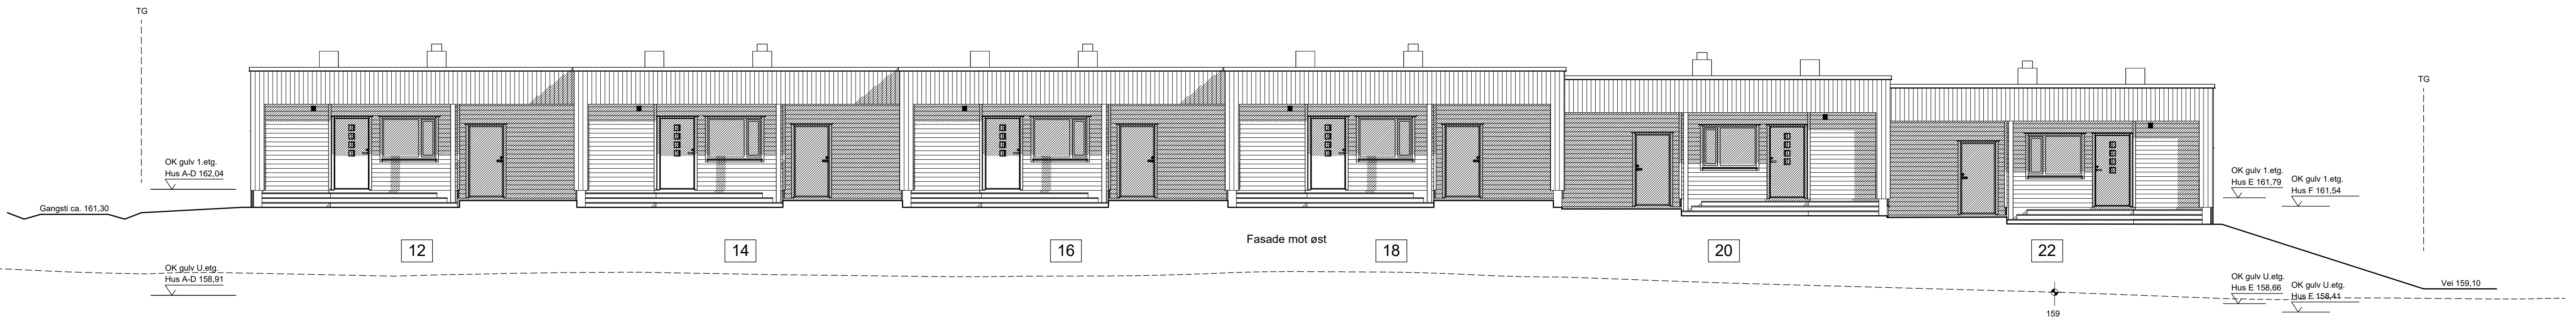 TG
TG
OK gulv 1.etg.
Hus A-D 162,04
Gangsti ca. 161,30
OK gulv 1.etg.
Hus E 161,79
OK gulv 1.etg.
Hus F 161,54
Fasade mot øst
12
14
16
18
20
22
OK gulv U.etg.
Hus A-D 158,91
OK gulv U.etg.
Hus E 158,66
OK gulv U.etg.
Hus F 158,41
Vei 159,10
159